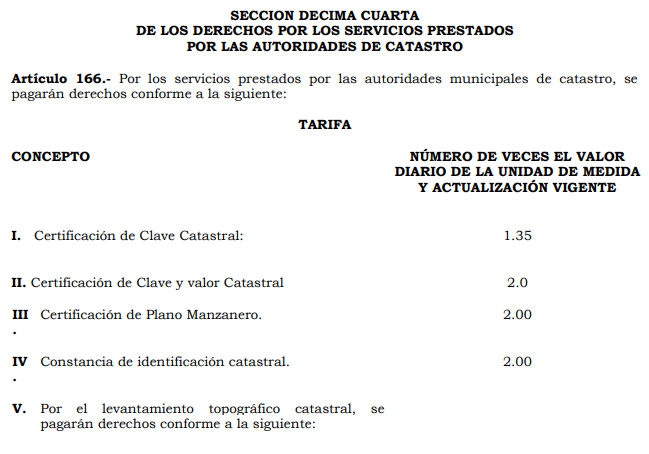 SECCION DECIMA CUARTA
DE LOS DERECHOS POR LOS SERVICIOS PRESTADOS
POR LAS AUTORIDADES DE CATASTRO
Artículo 166.- Por los servicios prestados por las autoridades municipales de catastro, se
pagarán derechos conforme a la siguiente:
TARIFA
CONCEPTO NÚMERO DE VECES EL VALOR
DIARIO DE LA UNIDAD DE MEDIDA
Y ACTUALIZACIÓN VIGENTE
I. Certificación de Clave Catastral: 1.35
II. Certificación de Clave y valor Catastral 2.0
III Certificación de Plano Manzanero. 2.00
.
IV Constancia de identificación catastral. 2.00
.
V. Por el levantamiento topográfico catastral, se
pagarán derechos conforme a la siguiente: